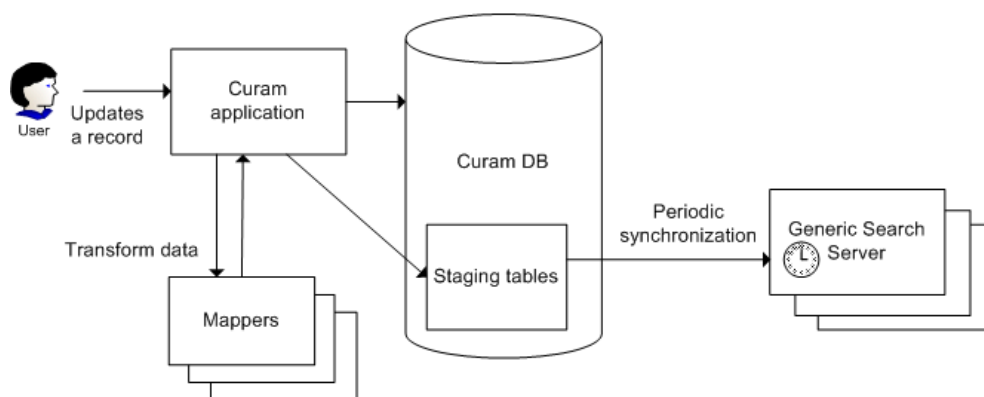 User
Updates
a record
Curam
application
Curam DB
Transform data
Mappers
Staging tables
Periodic
synchronization
Generic Search
Server